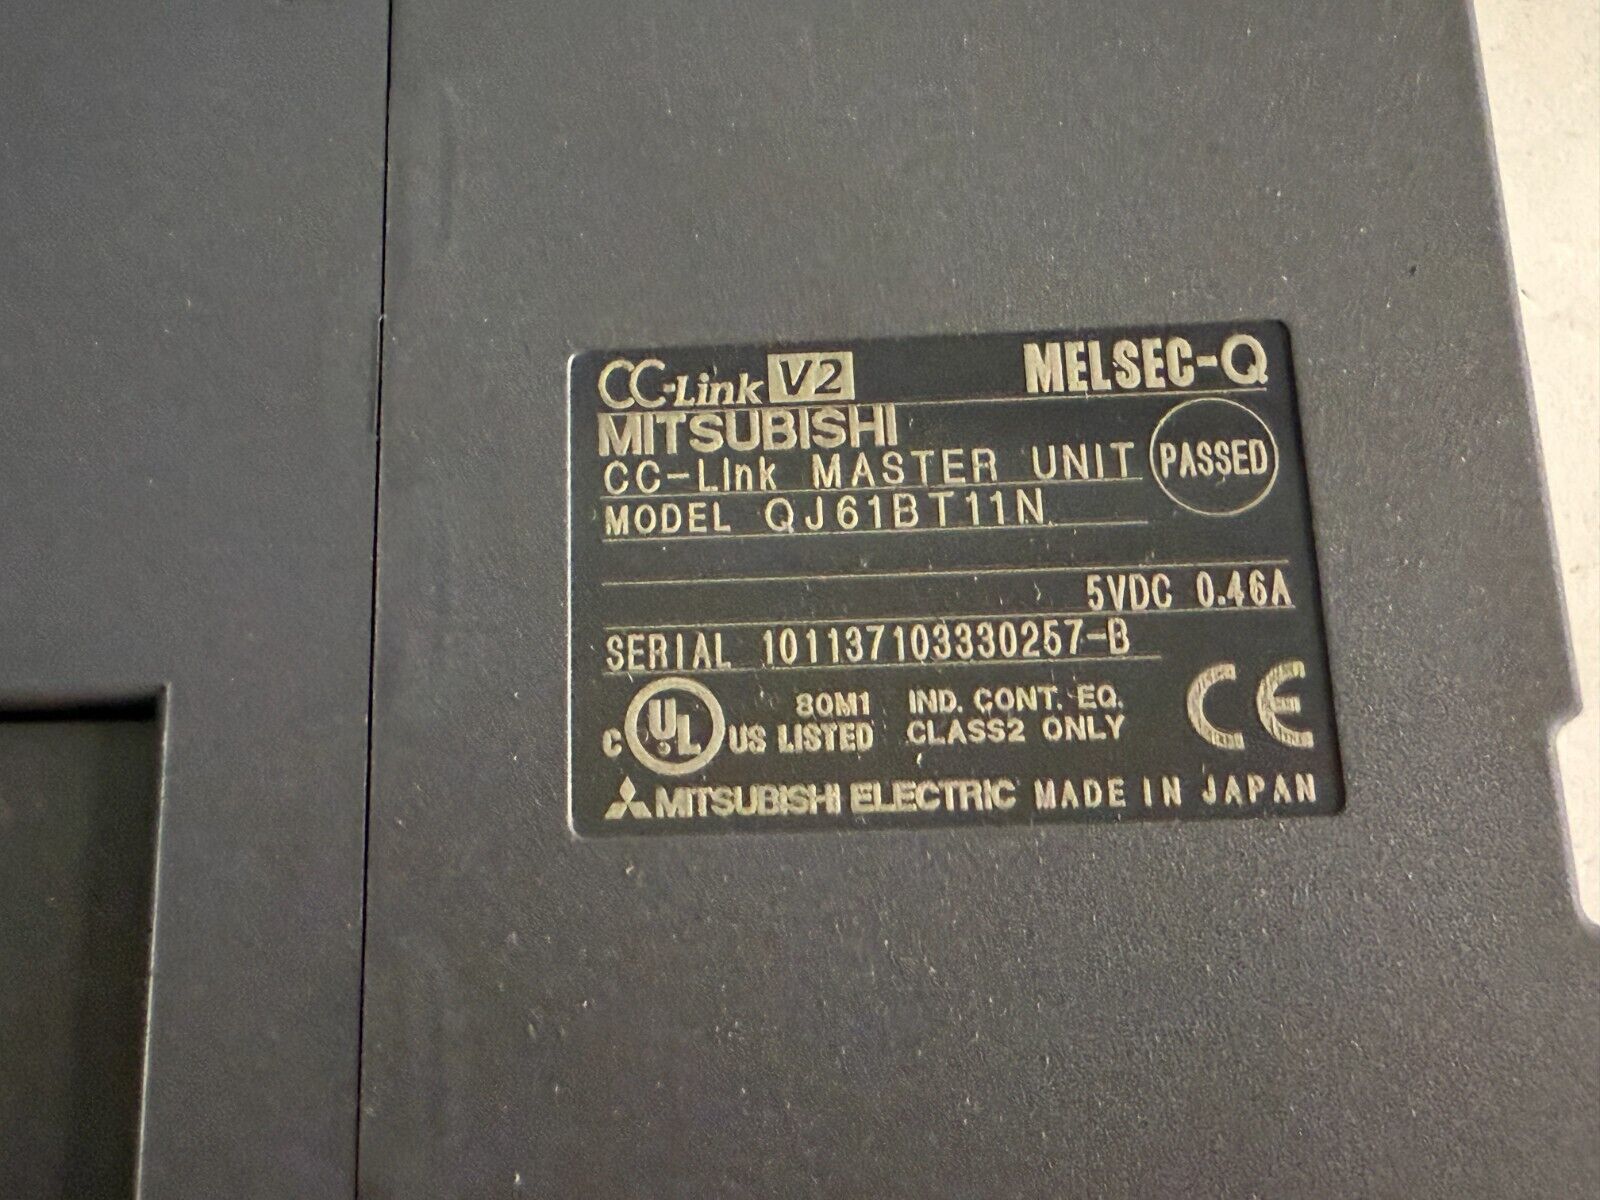 CC-Link V2 MELSEC-Q
MITSUBISHI
CC-Link MASTER UNIT PASSED
MODEL QJ61BT11N
5VDC 0.46A
SERIAL 101137103330257-B
C UL US LISTED 80M1 IND. CONT. EQ.
CLASS2 ONLY CE
MITSUBISHI ELECTRIC MADE IN JAPAN